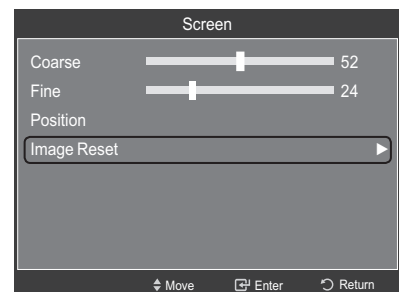 Screen
Coarse 52
Fine 24
Position
Image Reset
Move Enter Return